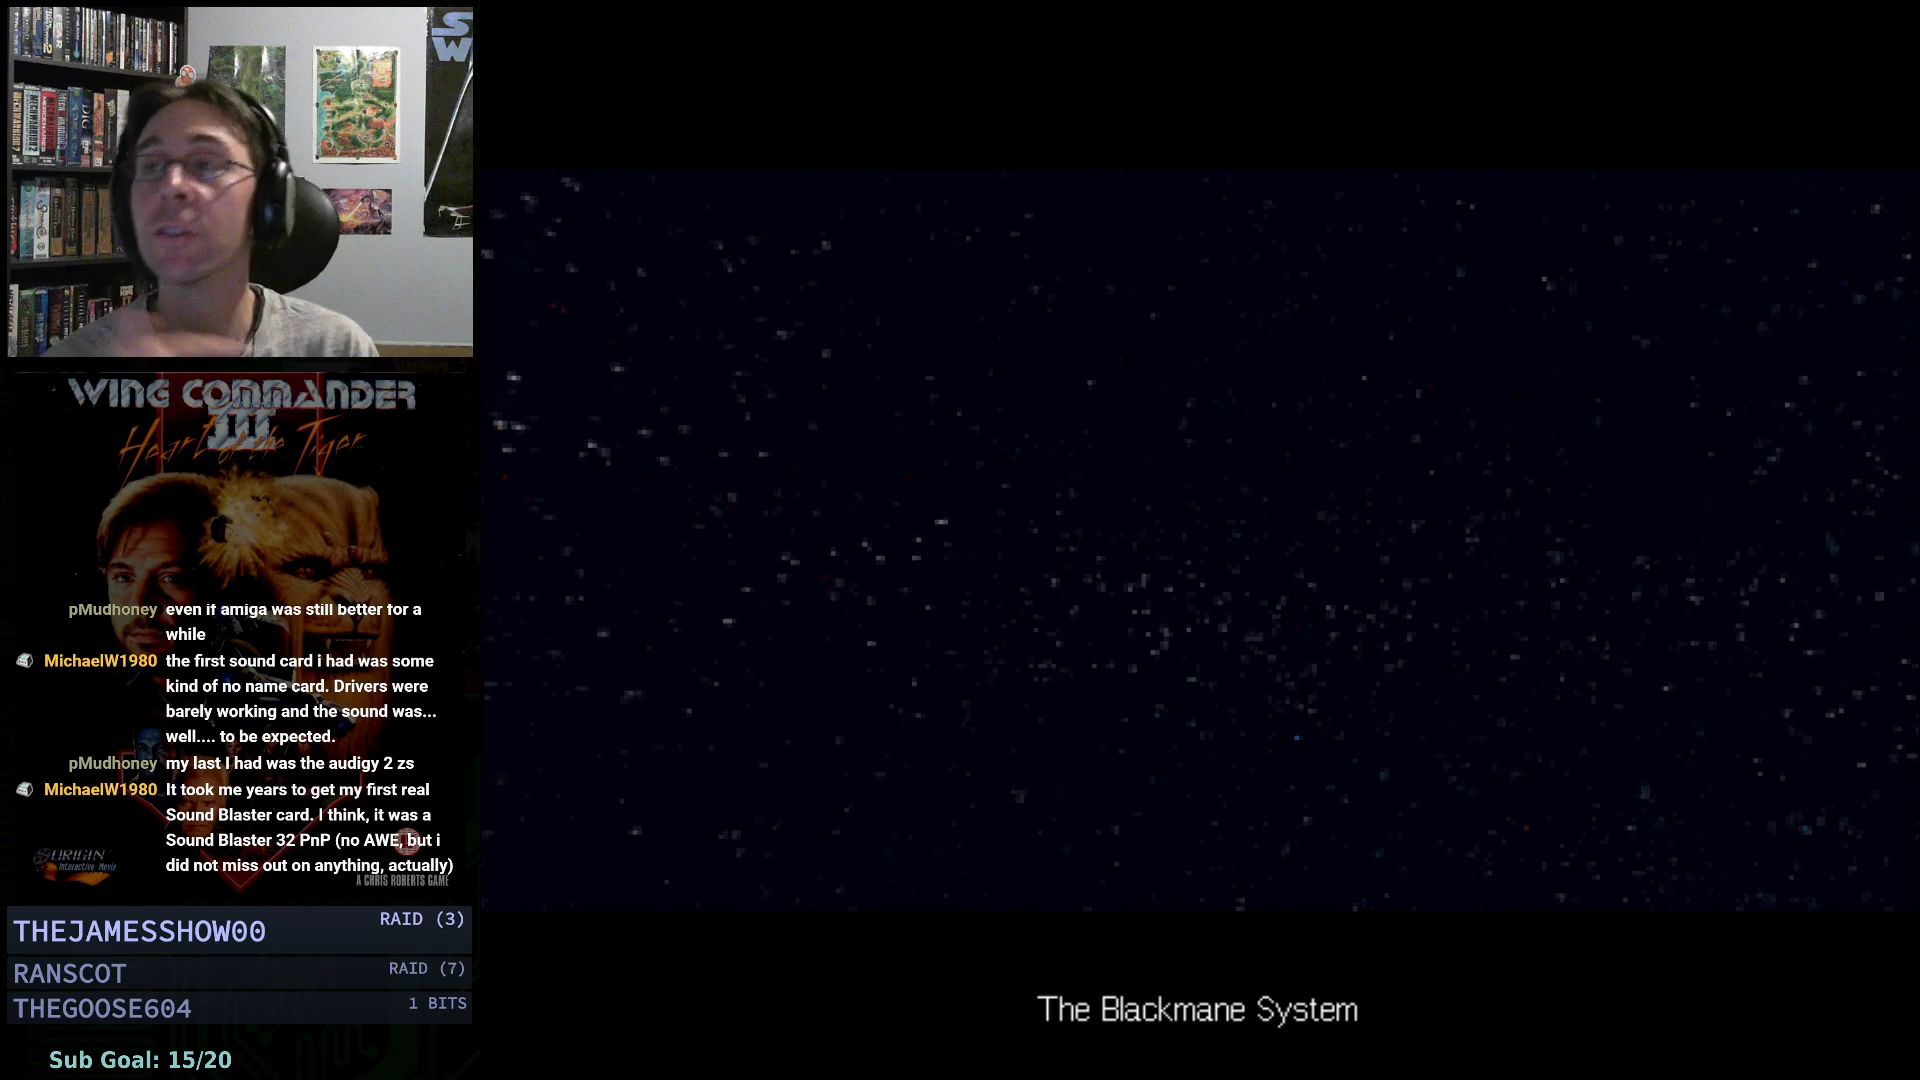 S
W
FEAR
DIG
WING COMMANDER
III
Heart of the Tiger
pMudhoney even if amiga was still better for a
while
MichaelW1980 the first sound card i had was some
kind of no name card. Drivers were
barely working and the sound was...
well.... to be expected.
pMudhoney my last I had was the audigy 2 zs
MichaelW1980 It took me years to get my first real
Sound Blaster card. I think, it was a
Sound Blaster 32 PnP (no AWE, but i
did not miss out on anything, actually)
ORIGIN
Interactive Movie
A CHRIS ROBERTS GAME
THEJAMESSHOW00 RAID (3)
RANSCOT RAID (7)
THEGOOSE604 1 BITS
Sub Goal: 15/20
The Blackmane System